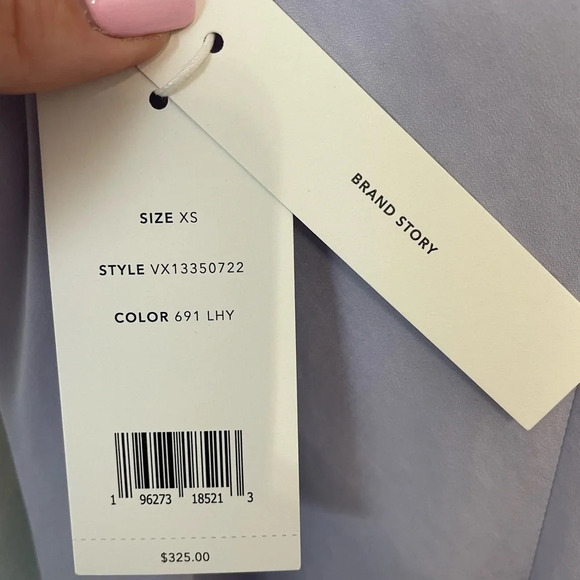 BRAND STORY
SIZE XS
STYLE VX13350722
COLOR 691 LHY
1 96273 18521 3
$325.00